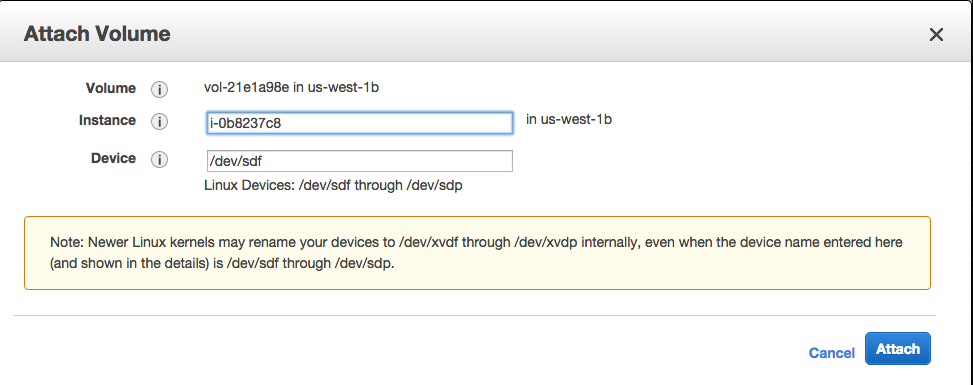 Attach Volume
Volume i vol-21e1a98e in us-west-1b
Instance i i-0b8237c8 in us-west-1b
Device i /dev/sdf
Linux Devices: /dev/sdf through /dev/sdp
Note: Newer Linux kernels may rename your devices to /dev/xvdf through /dev/xvdp internally, even when the device name entered here
(and shown in the details) is /dev/sdf through /dev/sdp.
Cancel Attach